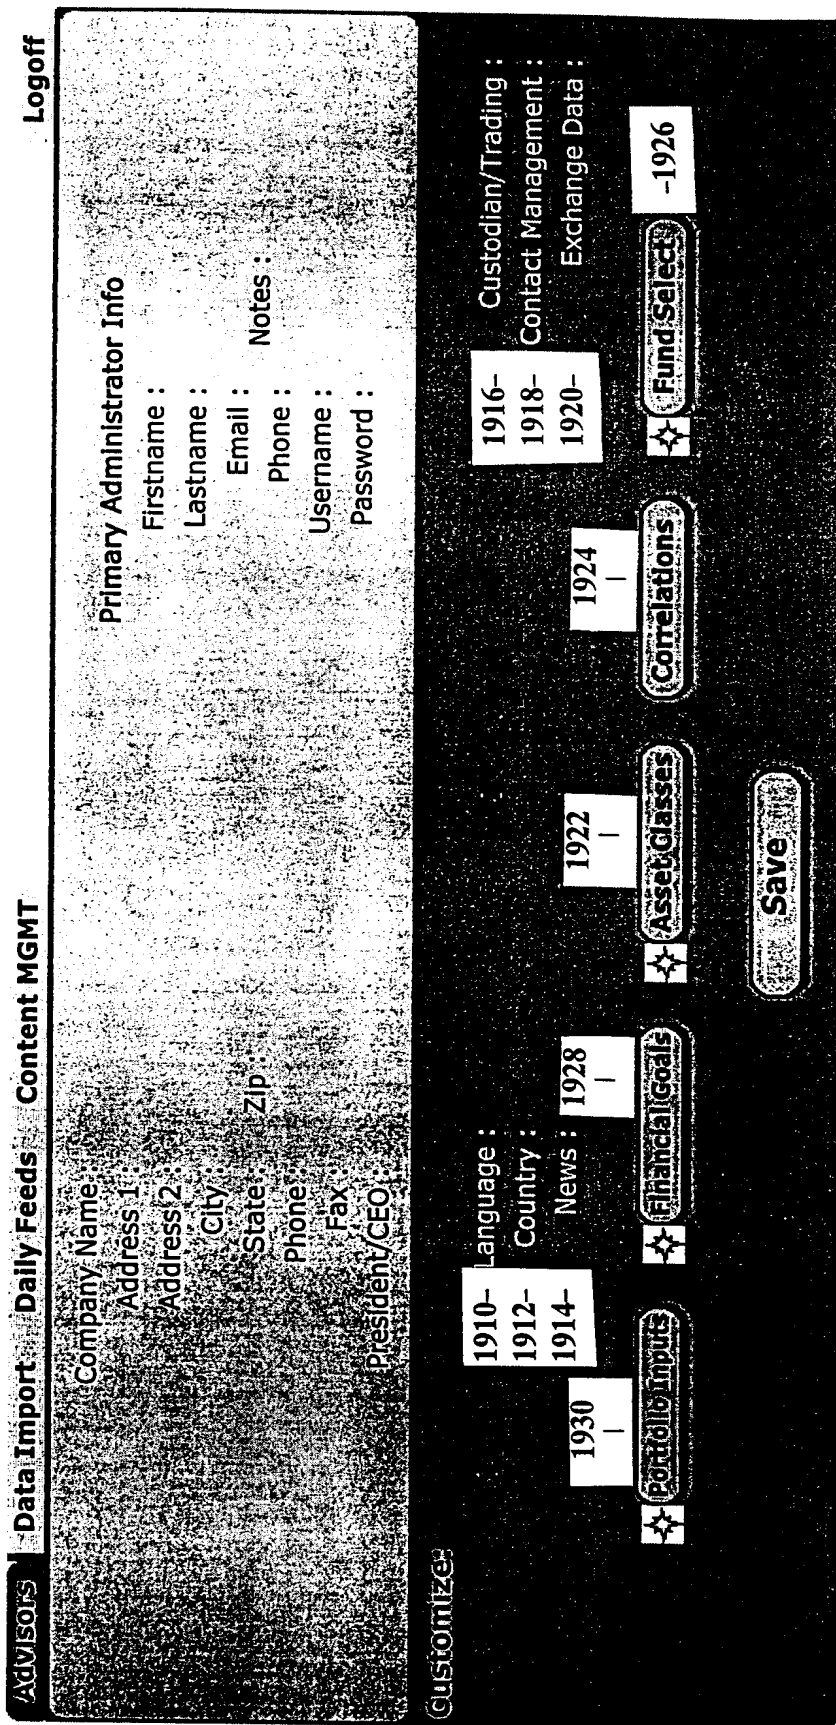 Advisors Data Import Daily Feeds Content MGMT Logoff
Company Name :
Address 1 :
Address 2 :
City :
State : Zip :
Phone :
Fax :
President/CEO :
Primary Administrator Info
Firstname :
Lastname :
Email :
Phone : Notes :
Username :
Password :
Customize:
1910– Language :
1912– Country :
1914– News :
1916– Custodian/Trading :
1918– Contact Management :
1920– Exchange Data :
1930 1928 1922 1924
Portfolio Inputs Financial Goals Asset Classes Correlations Fund Select –1926
Save